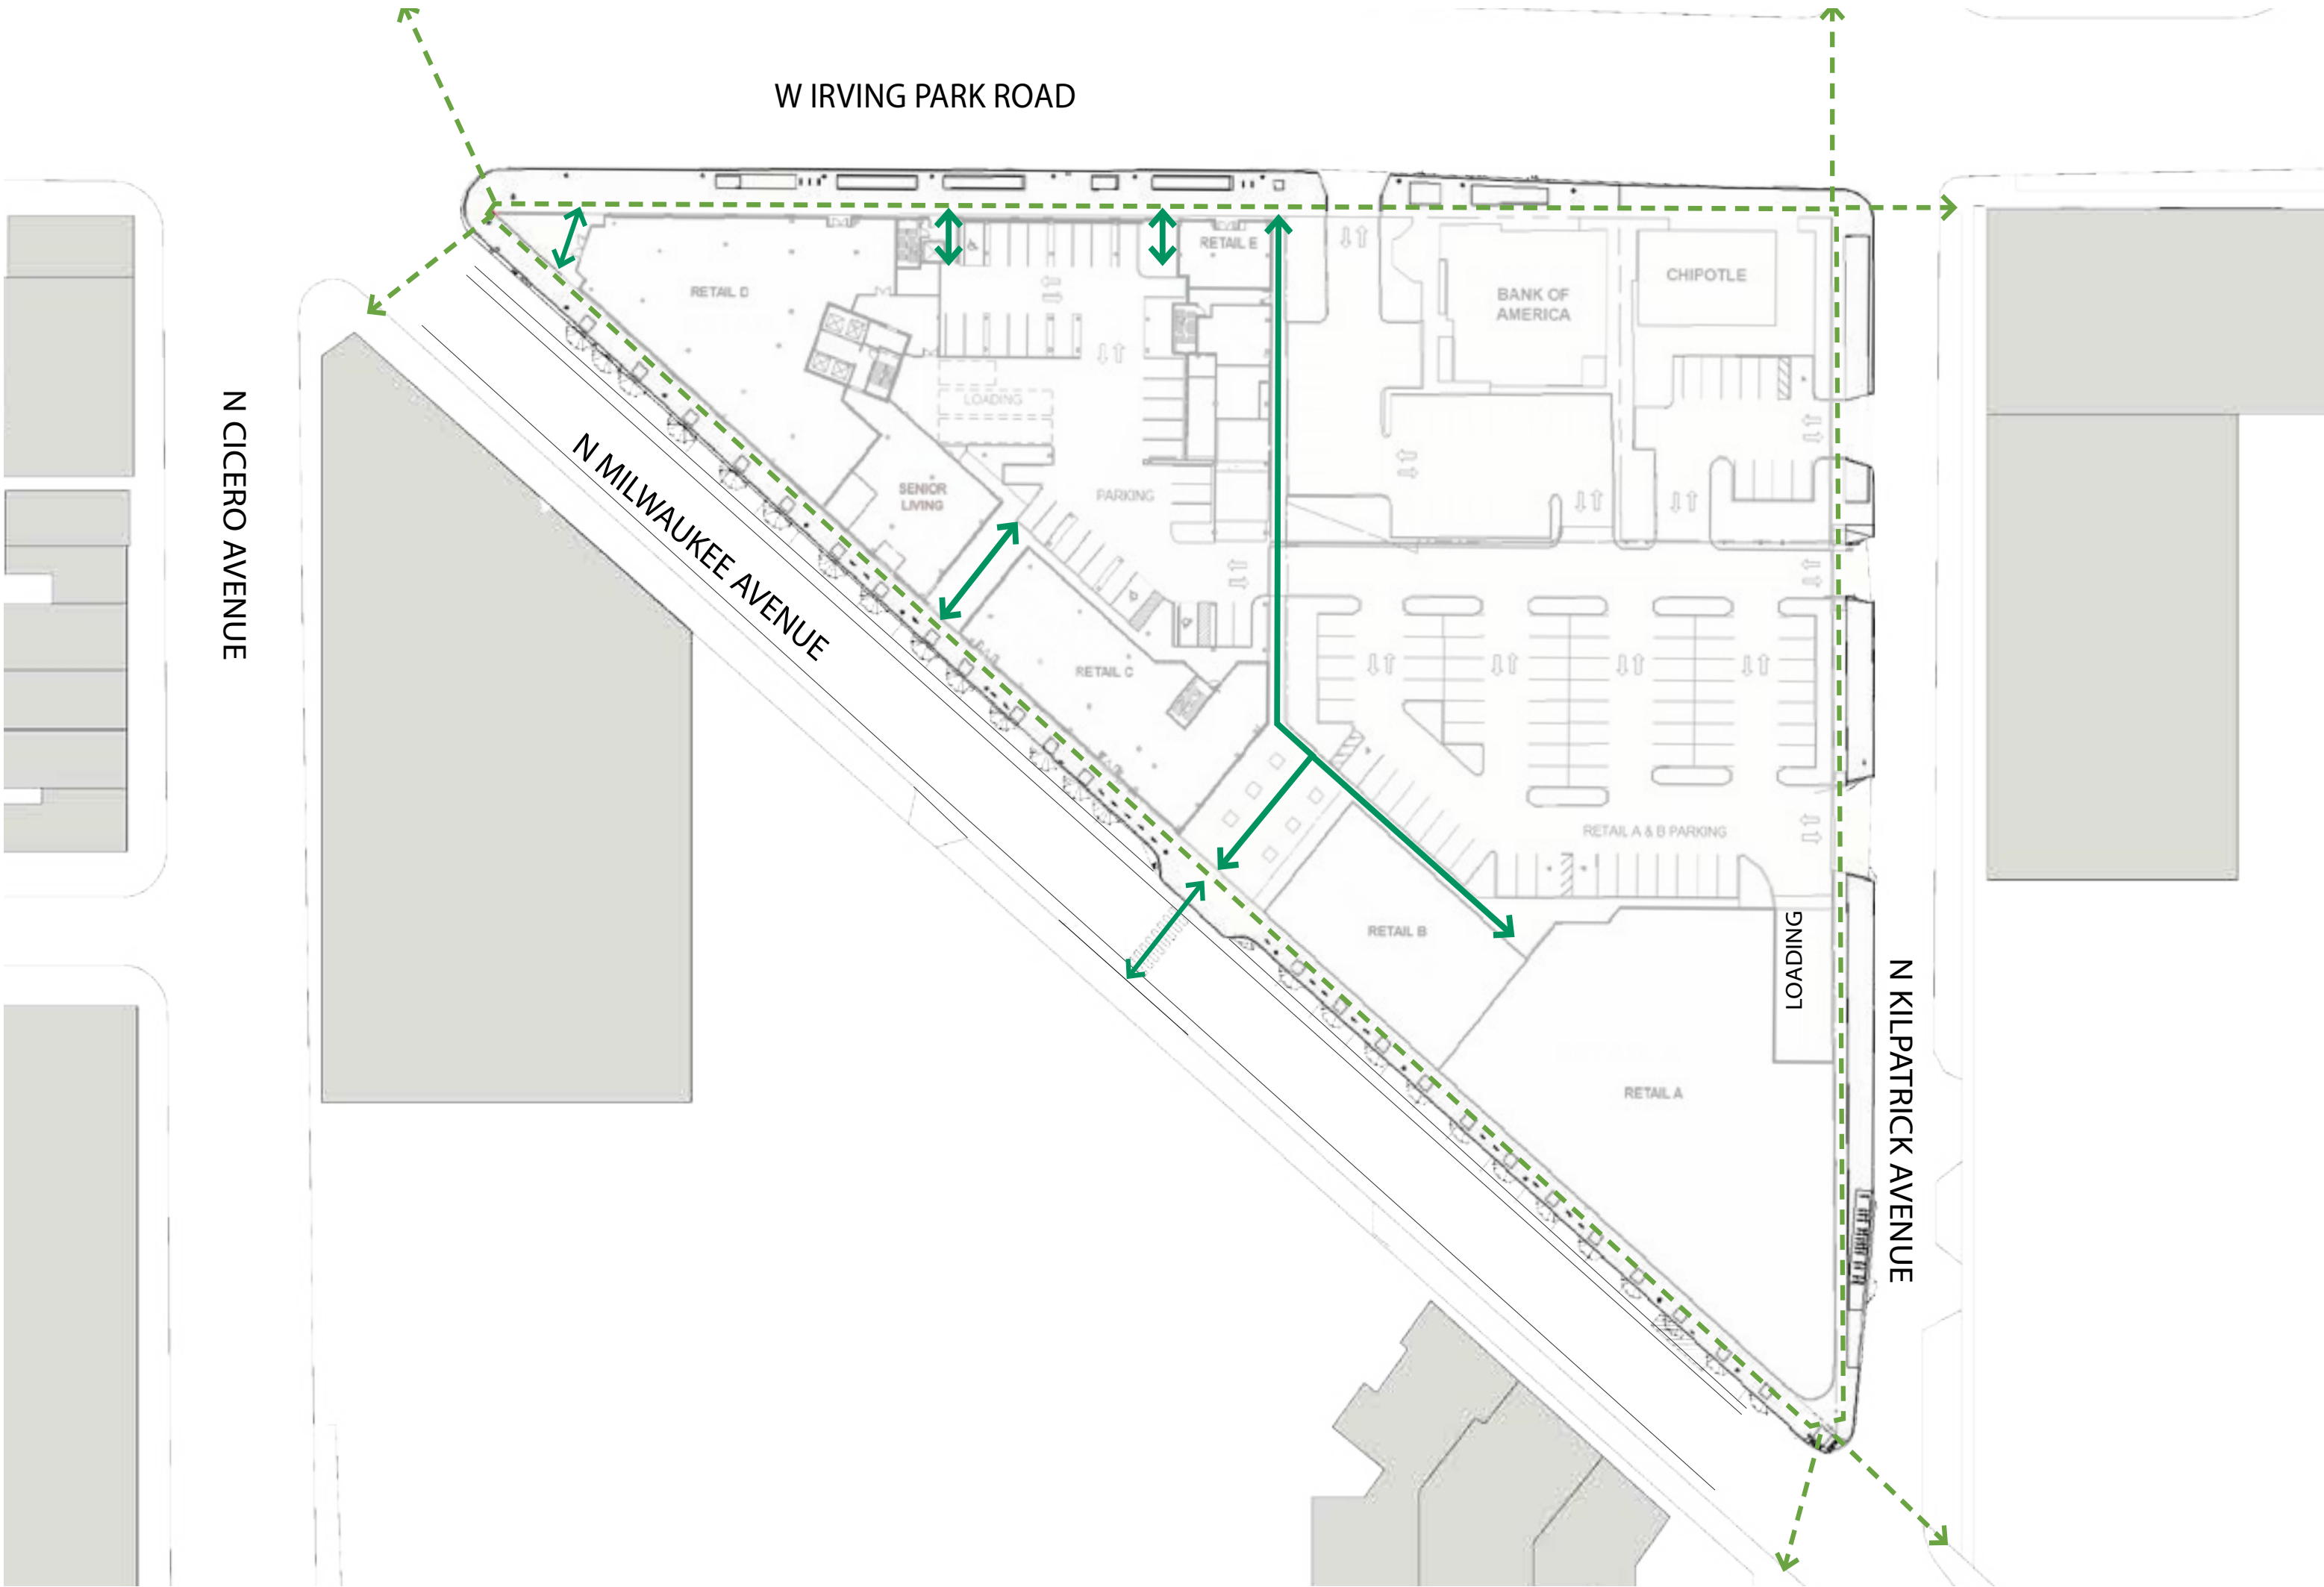 W IRVING PARK ROAD
RETAIL E
CHIPOTLE
RETAIL D
BANK OF
AMERICA
LOADING
N CICERO AVENUE
N MILWAUKEE AVENUE
SENIOR
LIVING
PARKING
RETAIL C
RETAIL A & B PARKING
RETAIL B
LOADING
N KILPATRICK AVENUE
RETAIL A